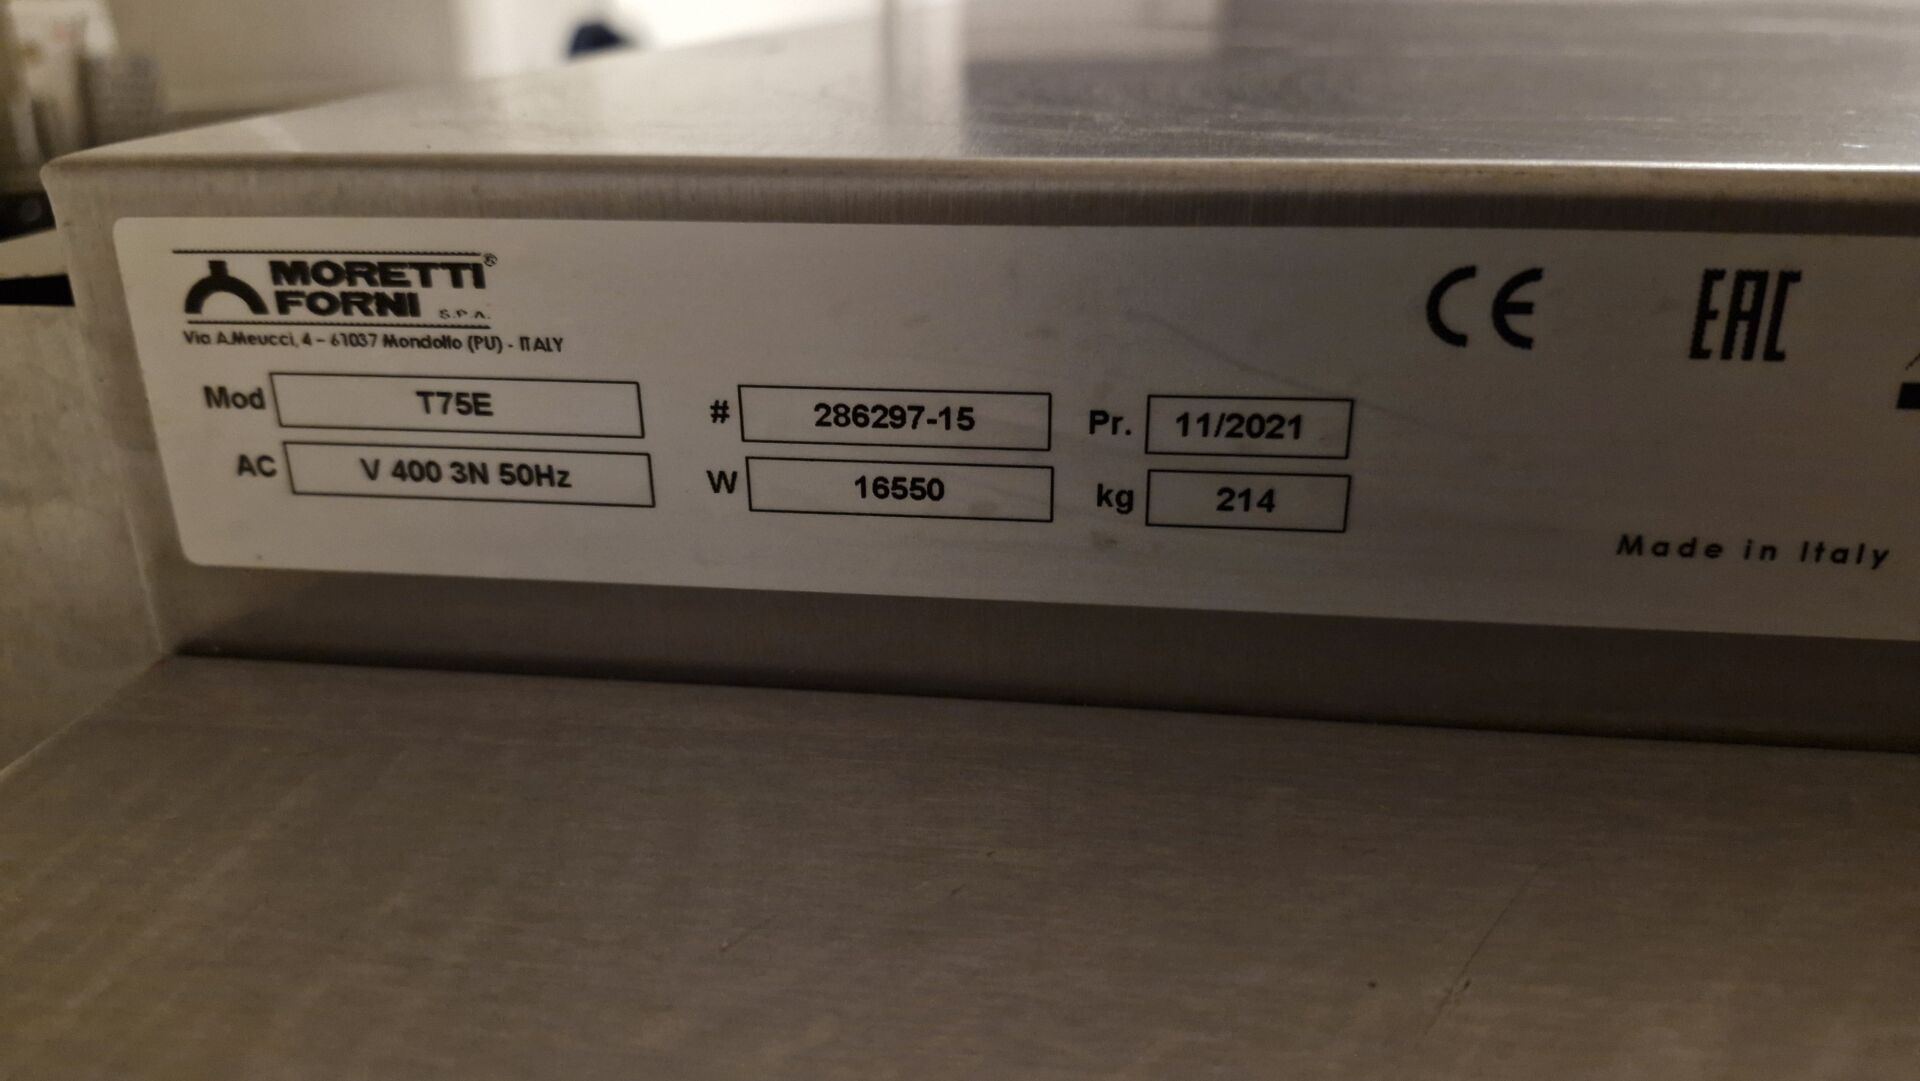 MORETTI®
FORNI S.P.A.
Via A.Meucci, 4 – 61037 Mondolfo (PU) - ITALY
Mod T75E # 286297-15 Pr. 11/2021
AC V 400 3N 50Hz W 16550 kg 214
CE EAC
Made in Italy